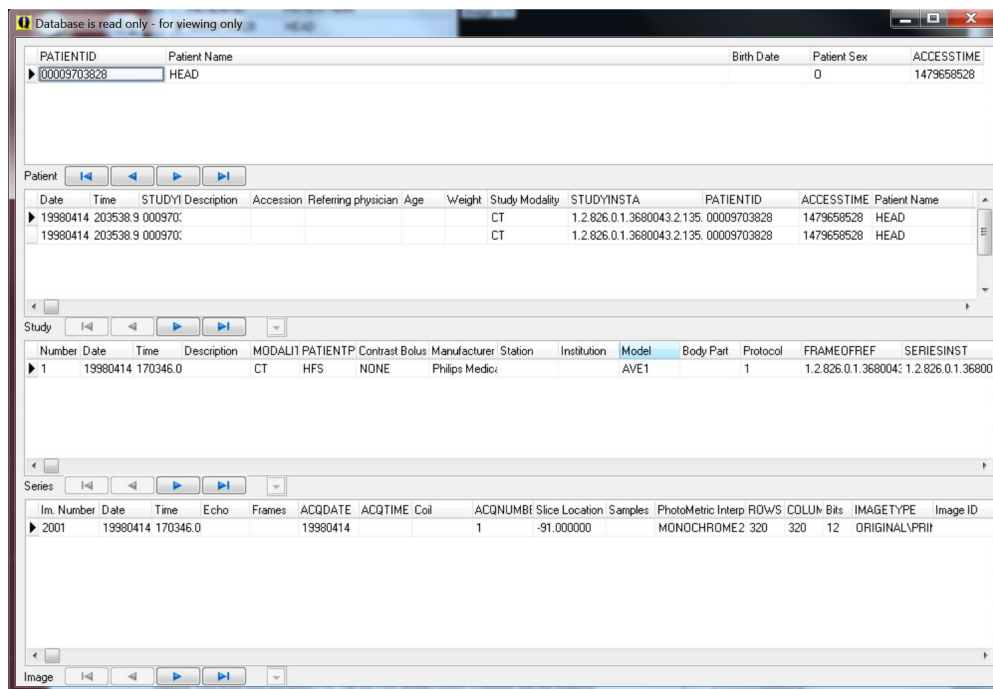 Database is read only - for viewing only
PATIENTID Patient Name Birth Date Patient Sex ACCESSTIME
00009703828 HEAD O 1479658528
Patient
Date Time STUDYI Description Accession Referring physician Age Weight Study Modality STUDYINSTA PATIENTID ACCESSTIME Patient Name
19980414 203538.9 000970: CT 1.2.826.0.1.3680043.2.135. 00009703828 1479658528 HEAD
19980414 203538.9 000970: CT 1.2.826.0.1.3680043.2.135. 00009703828 1479658528 HEAD
Study
Number Date Time Description MODALIT PATIENTP Contrast Bolus Manufacturer Station Institution Model Body Part Protocol FRAMEOFREF SERIESINST
1 19980414 170346.0 CT HFS NONE Philips Medic AVE1 1 1.2.826.0.1.3680043 1.2.826.0.1.36800
Series
Im. Number Date Time Echo Frames ACQDATE ACQTIME Coil ACQNUMBE Slice Location Samples PhotoMetric Interp ROWS COLUM Bits IMAGETYPE Image ID
2001 19980414 170346.0 19980414 1 -91.000000 MONOCHROME2 320 320 12 ORIGINAL\PRI
Image